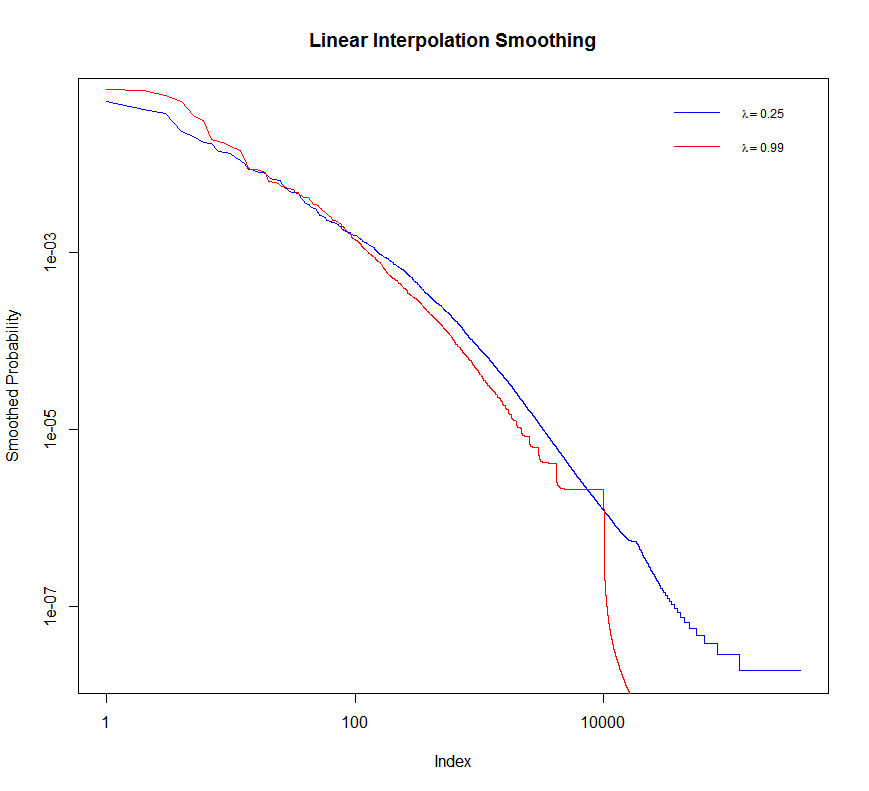 Linear Interpolation Smoothing
λ = 0.25
λ = 0.99
1e-03
1e-05
1e-07
Smoothed Probability
1 100 10000
Index